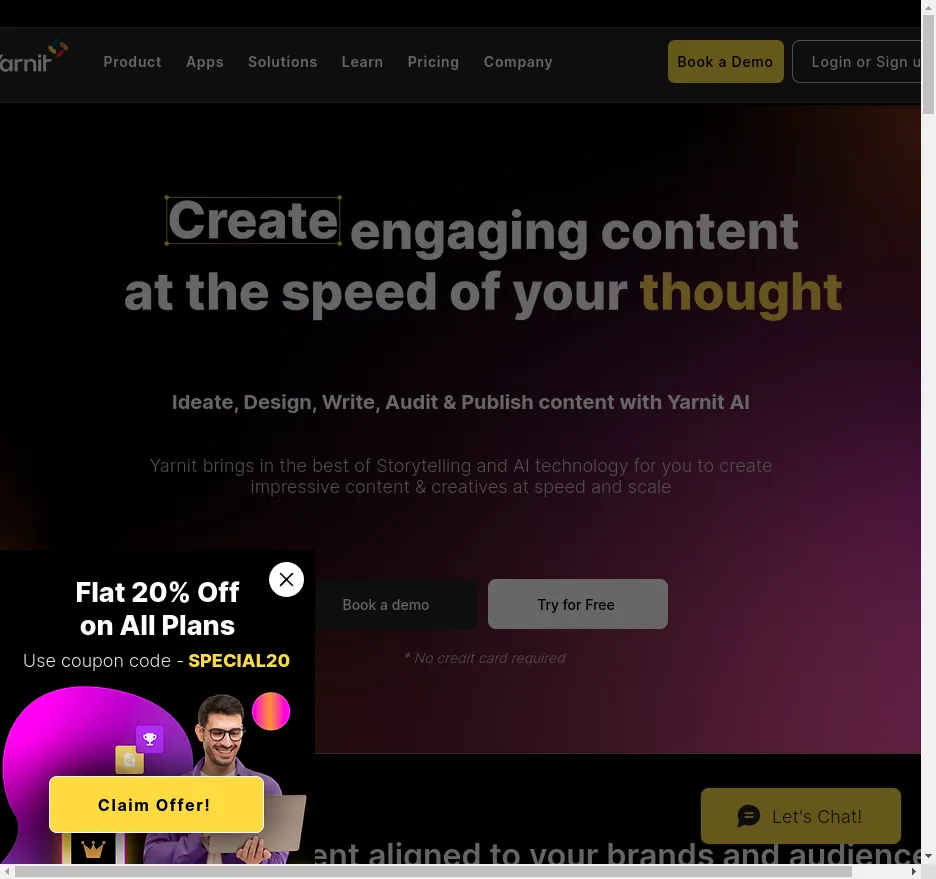 Product Apps Solutions Learn Pricing Company Book a Demo Login or Sign
Create engaging content
at the speed of your thought
Ideate, Design, Write, Audit & Publish content with Yarnit AI
Yarnit brings in the best of Storytelling and AI technology for you to create
impressive content & creatives at speed and scale
Flat 20% Off
on All Plans
Use coupon code - SPECIAL20
Claim Offer!
Book a demo Try for Free
* No credit card required
Let's Chat!
aligned to your brands and audience